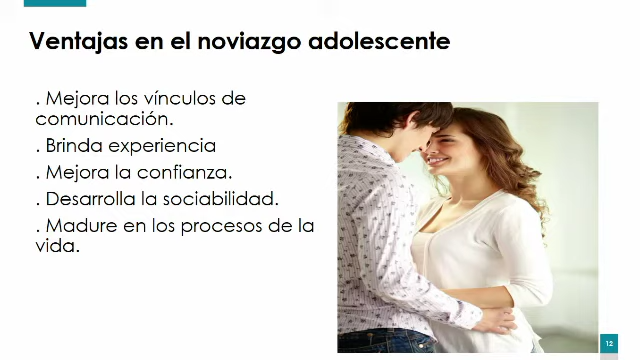 Ventajas en el noviazgo adolescente
. Mejora los vínculos de
comunicación.
. Brinda experiencia
. Mejora la confianza.
. Desarrolla la sociabilidad.
. Madure en los procesos de la
vida.
12